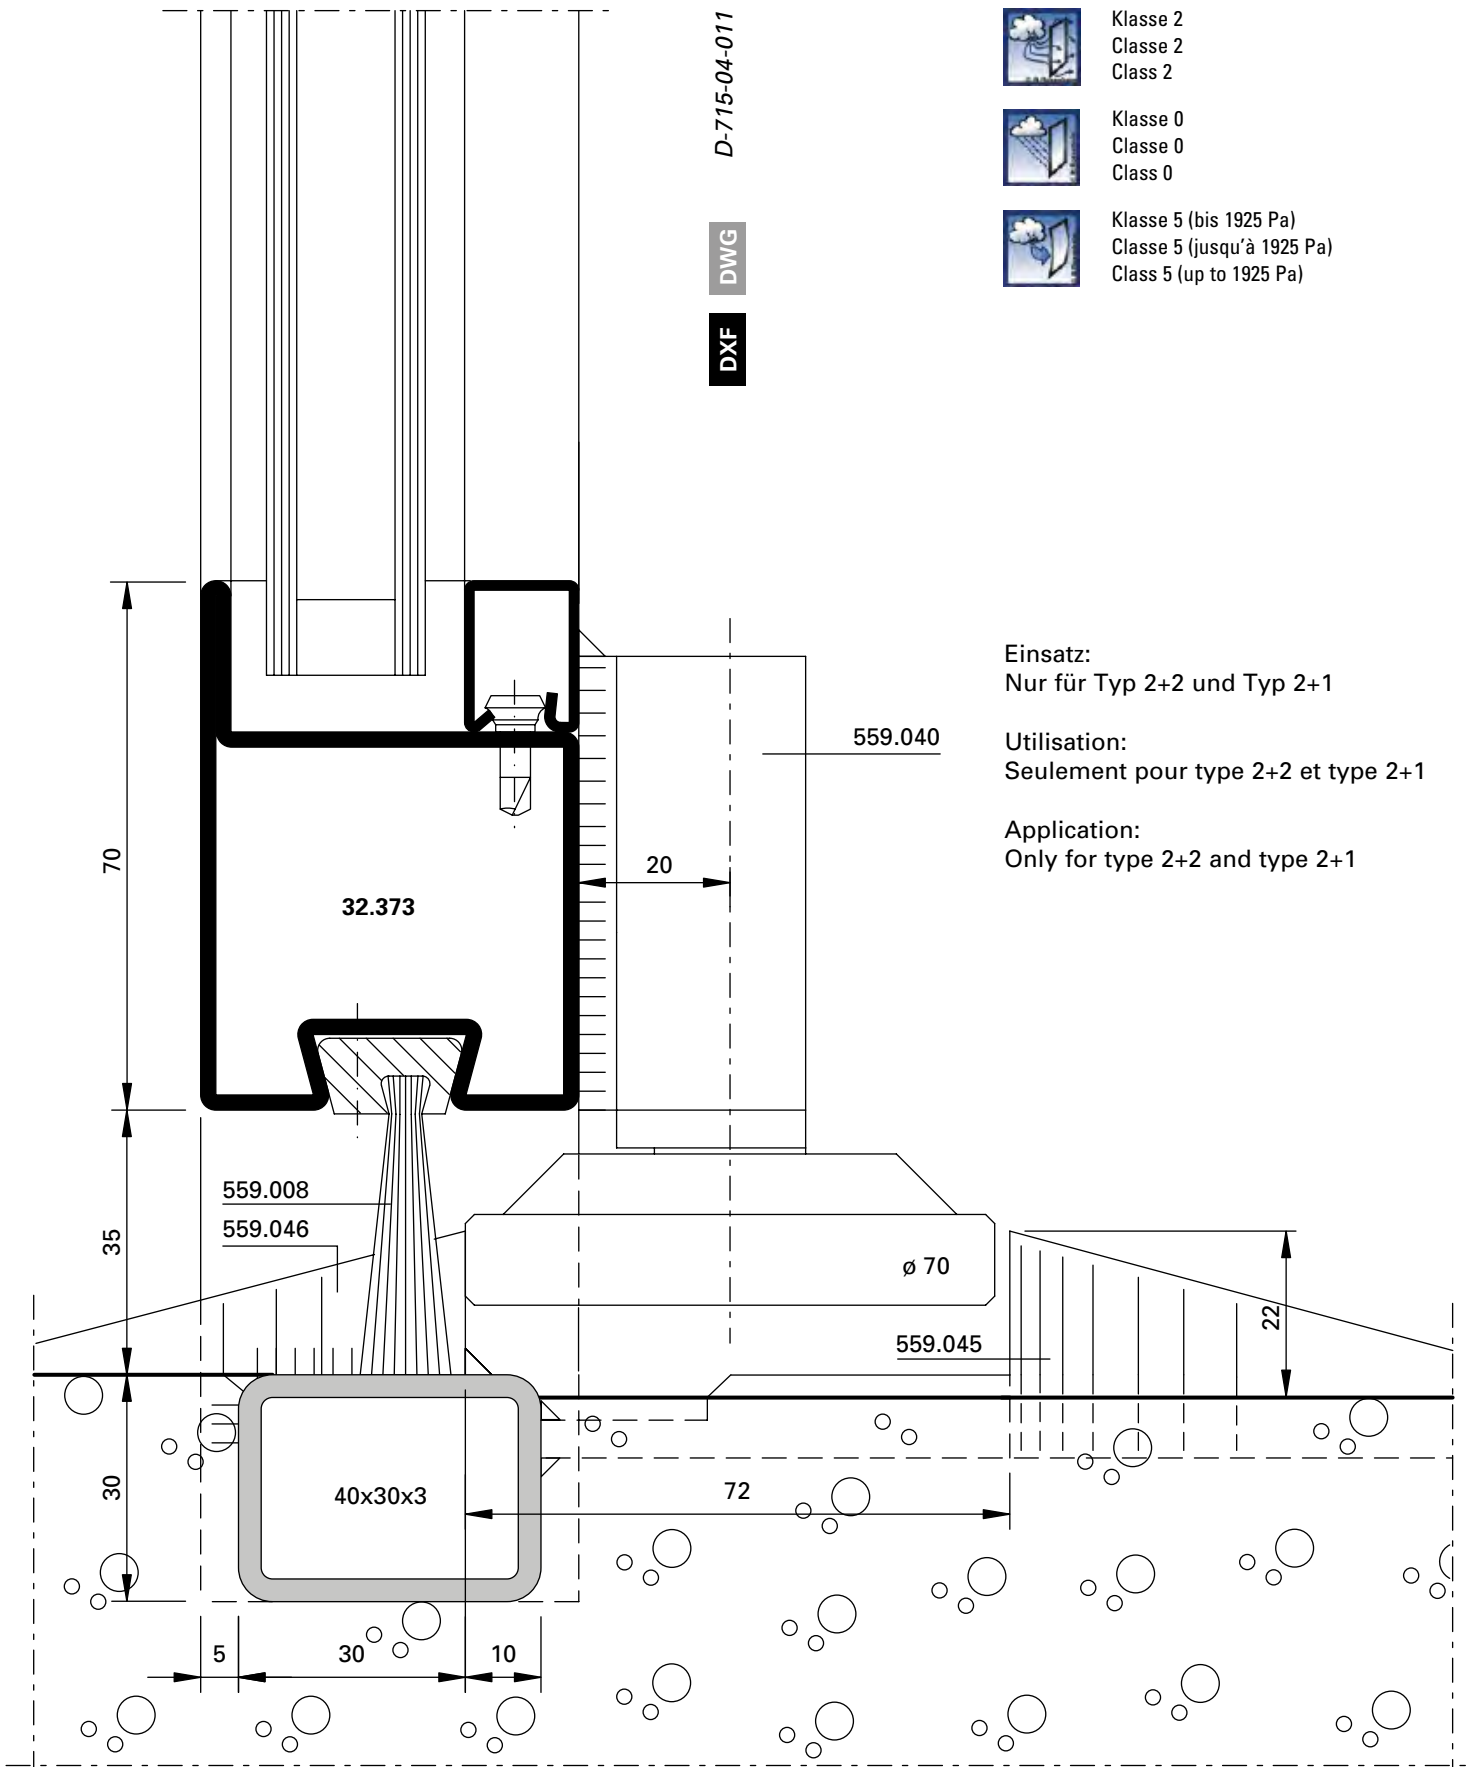 D-715-04-011
DWG
DXF
Klasse 2
Classe 2
Class 2
Klasse 0
Classe 0
Class 0
Klasse 5 (bis 1925 Pa)
Classe 5 (jusqu'à 1925 Pa)
Class 5 (up to 1925 Pa)
Einsatz:
Nur für Typ 2+2 und Typ 2+1
Utilisation:
Seulement pour type 2+2 et type 2+1
Application:
Only for type 2+2 and type 2+1
559.040
70
20
32.373
559.008
559.046
35
ø 70
22
559.045
30
40x30x3
72
5
30
10